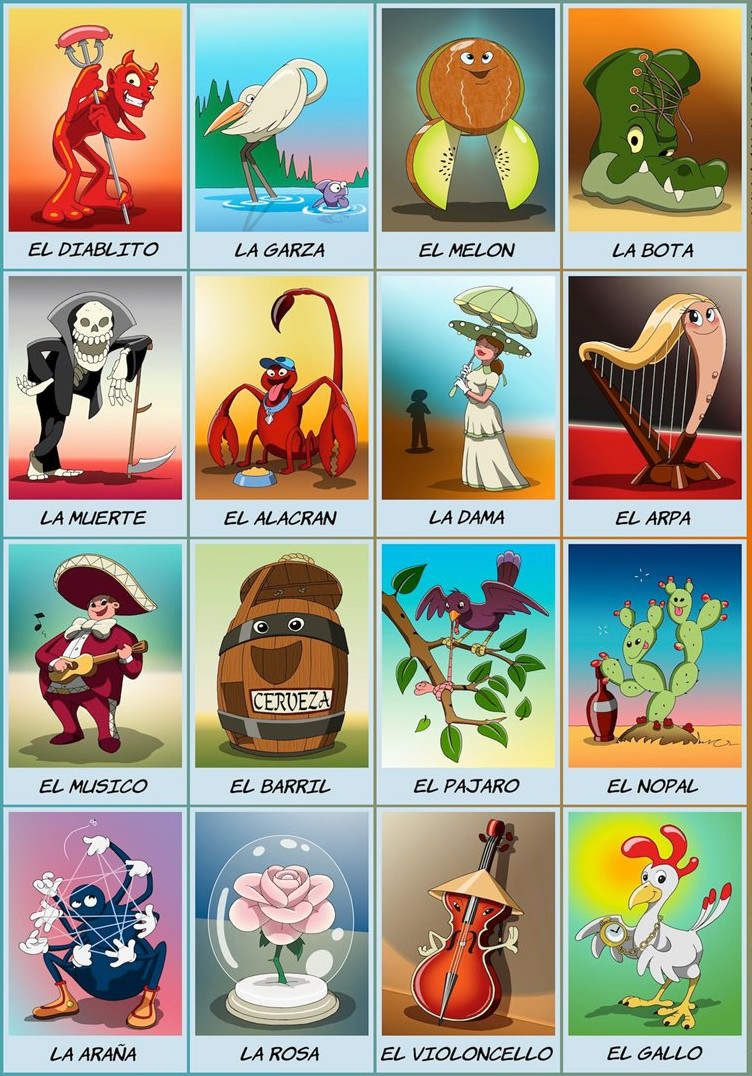 EL DIABLITO
LA GARZA
EL MELON
LA BOTA
LA MUERTE
EL ALACRAN
LA DAMA
EL ARPA
CERVEZA
EL MUSICO
EL BARRIL
EL PAJARO
EL NOPAL
LA ARAÑA
LA ROSA
EL VIOLONCELLO
EL GALLO